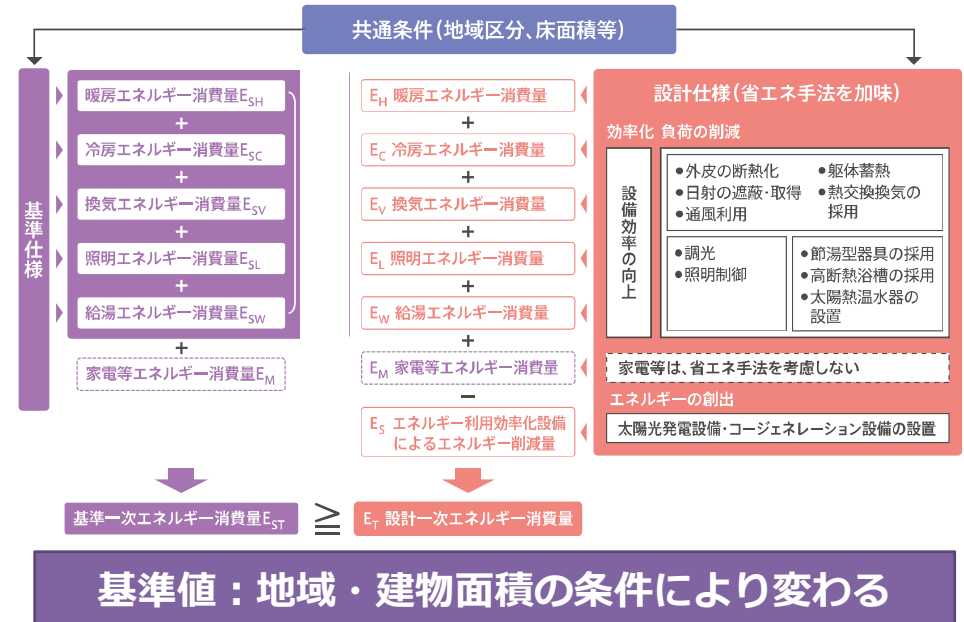 共通条件(地域区分、床面積等)
基準仕様
暖房エネルギー消費量ESH
+
冷房エネルギー消費量ESC
+
換気エネルギー消費量ESV
+
照明エネルギー消費量ESL
+
給湯エネルギー消費量ESW
+
家電等エネルギー消費量EM
基準一次エネルギー消費量EST
≧
EH 暖房エネルギー消費量
+
EC 冷房エネルギー消費量
+
EV 換気エネルギー消費量
+
EL 照明エネルギー消費量
+
EW 給湯エネルギー消費量
+
EM 家電等エネルギー消費量
−
ES エネルギー利用効率化設備
によるエネルギー削減量
ET 設計一次エネルギー消費量
設計仕様(省エネ手法を加味)
効率化
設備効率の向上
負荷の削減
●外皮の断熱化
●日射の遮蔽・取得
●通風利用
●躯体蓄熱
●熱交換換気の
採用
●調光
●照明制御
●節湯型器具の採用
●高断熱浴槽の採用
●太陽熱温水器の
設置
家電等は、省エネ手法を考慮しない
エネルギーの創出
太陽光発電設備・コージェネレーション設備の設置
基準値：地域・建物面積の条件により変わる